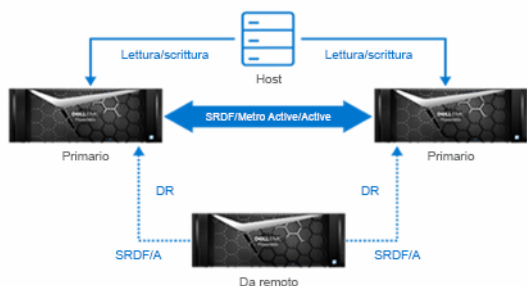 Lettura/scrittura
Lettura/scrittura
Host
SRDF/Metro Active/Active
Primario
Primario
DR
DR
SRDF/A
SRDF/A
Da remoto